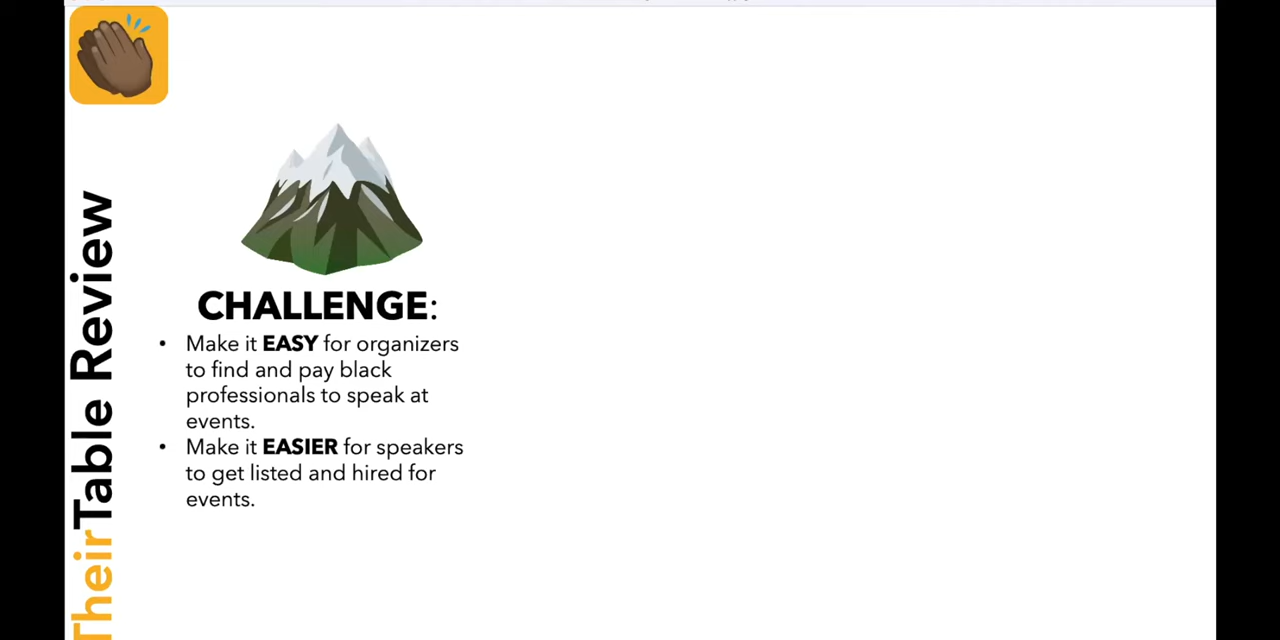 TheirTable Review
CHALLENGE:
• Make it EASY for organizers
to find and pay black
professionals to speak at
events.
• Make it EASIER for speakers
to get listed and hired for
events.